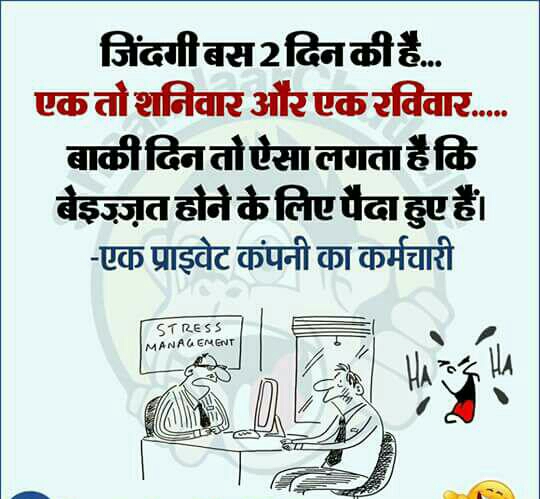 जिंदगी बस 2 दिन की है...
एक तो शनिवार और एक रविवार.....
बाकी दिन तो ऐसा लगता है कि
बेइज़्ज़त होने के लिए पैदा हुए हैं।
-एक प्राइवेट कंपनी का कर्मचारी
STRESS
MANAGEMENT
HA HA